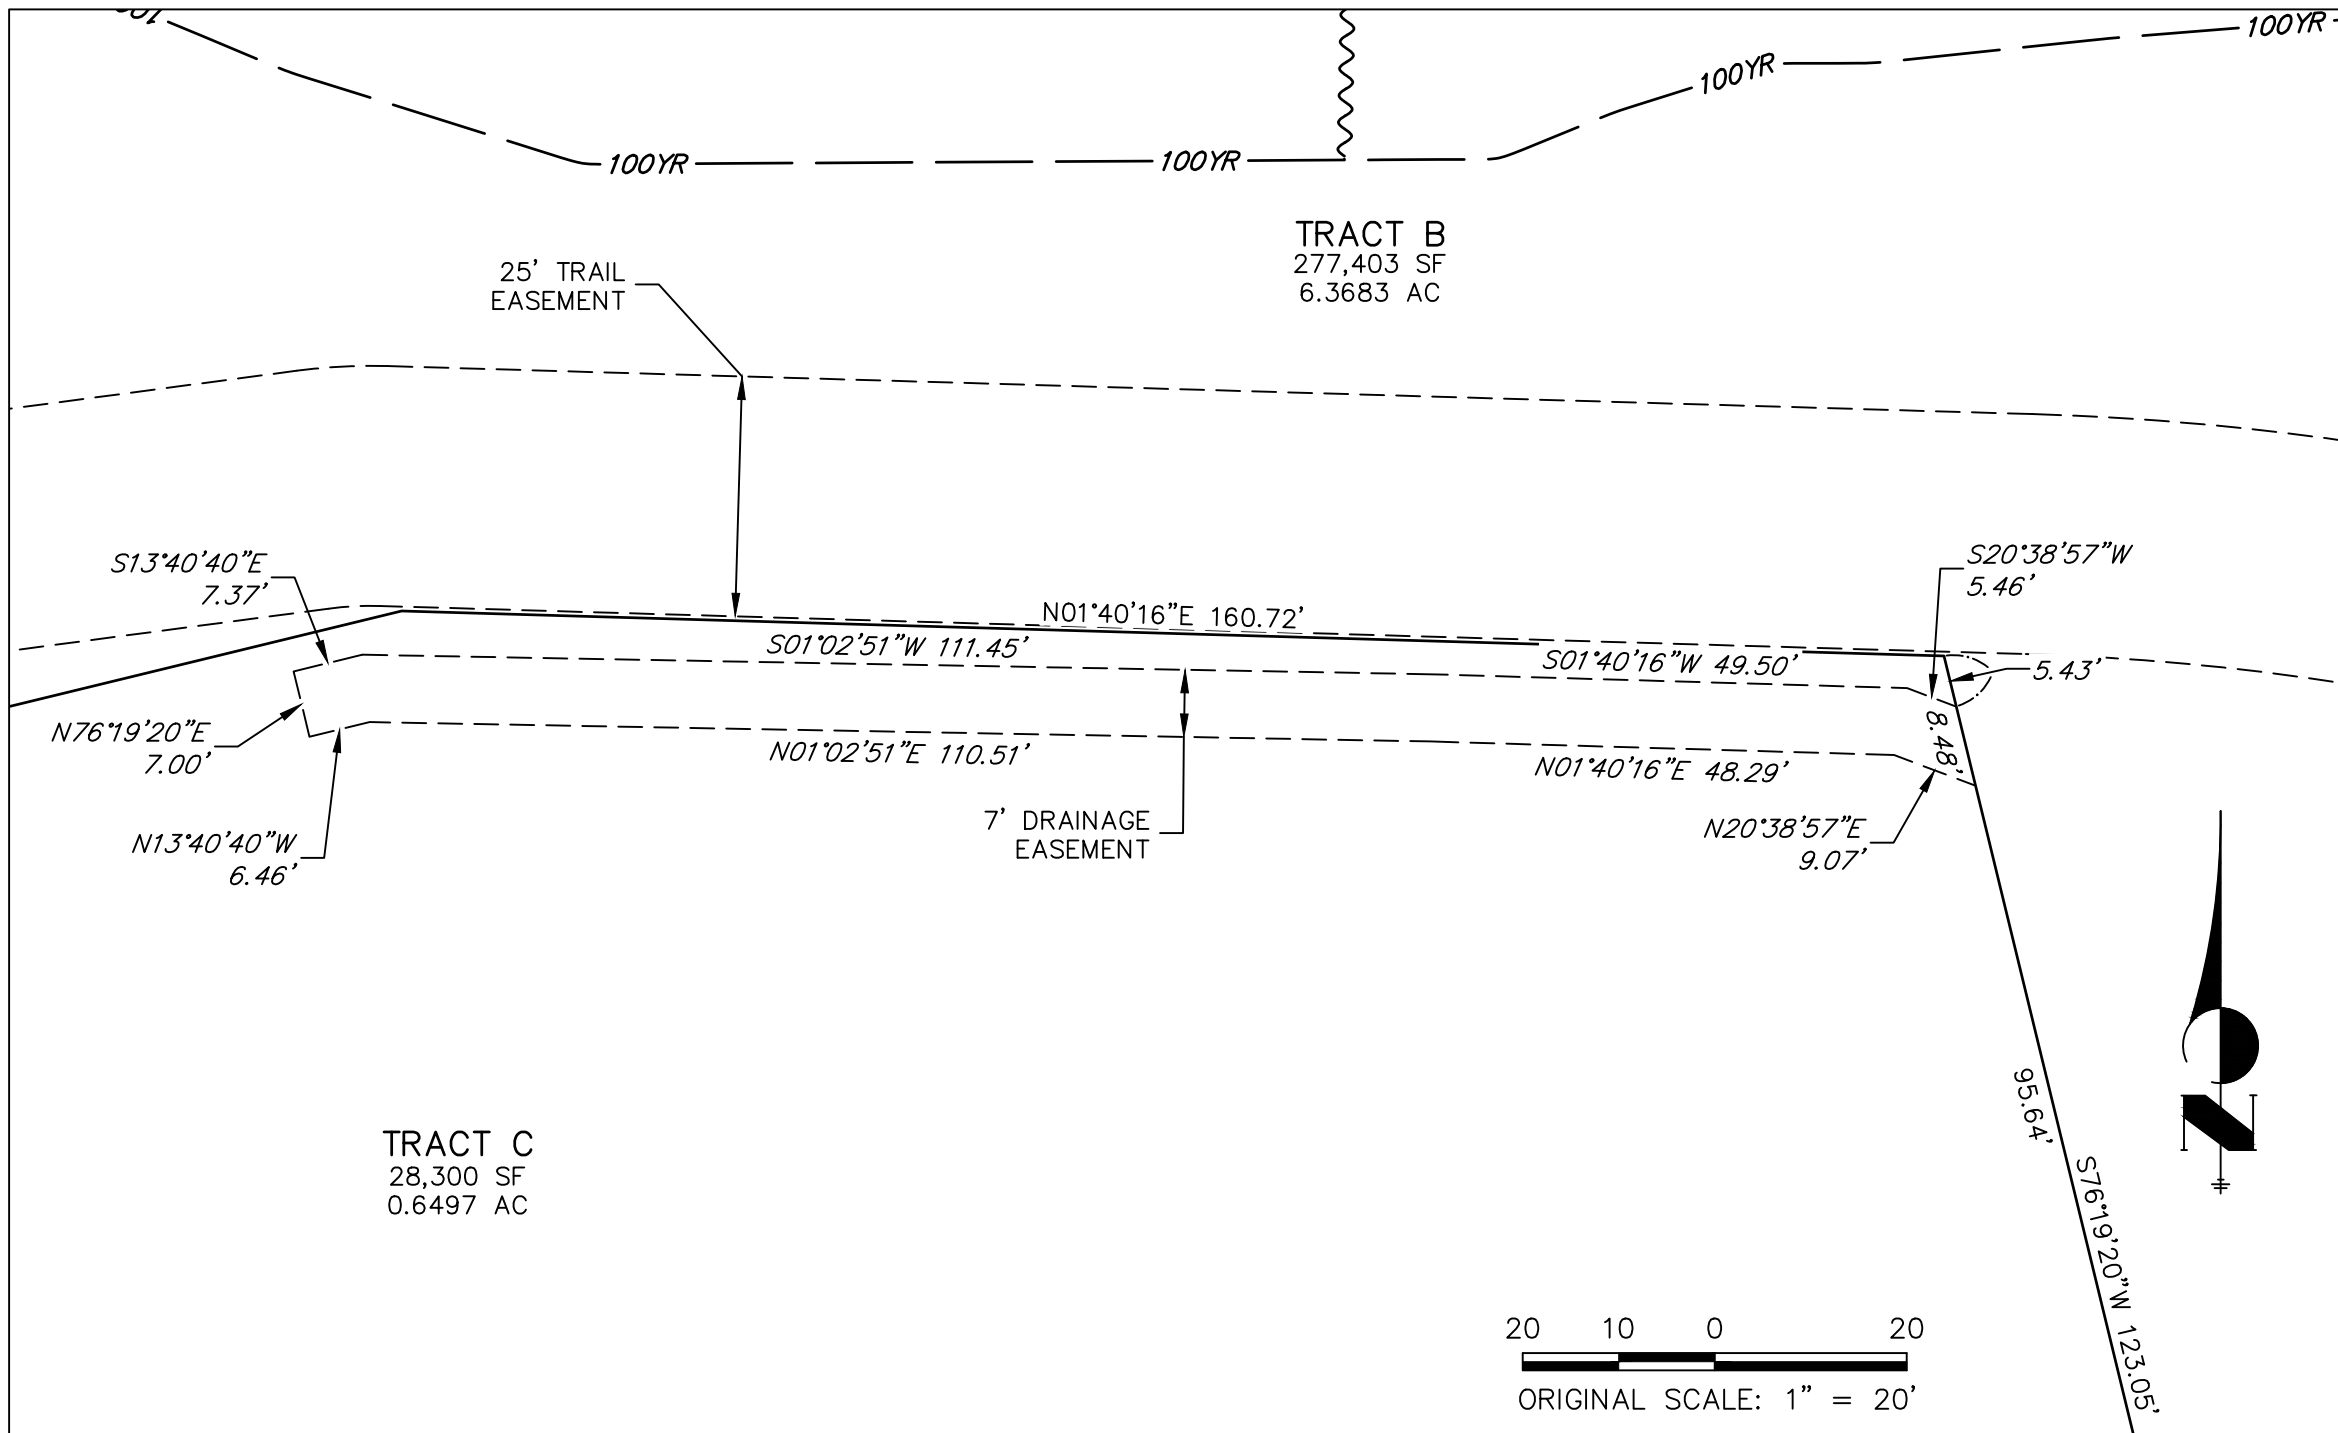 100YR
100YR
100YR
100YR
TRACT B
277,403 SF
6.3683 AC
25' TRAIL
EASEMENT
S13°40'40"E
7.37'
N01°40'16"E 160.72'
S01°02'51"W 111.45'
S01°40'16"W 49.50'
S20°38'57"W
5.46'
5.43'
8.48'
N76°19'20"E
7.00'
N01°02'51"E 110.51'
N01°40'16"E 48.29'
N13°40'40"W
6.46'
7' DRAINAGE
EASEMENT
N20°38'57"E
9.07'
95.64'
S76°19'20"W 123.05'
N
TRACT C
28,300 SF
0.6497 AC
20 10 0 20
ORIGINAL SCALE: 1" = 20'